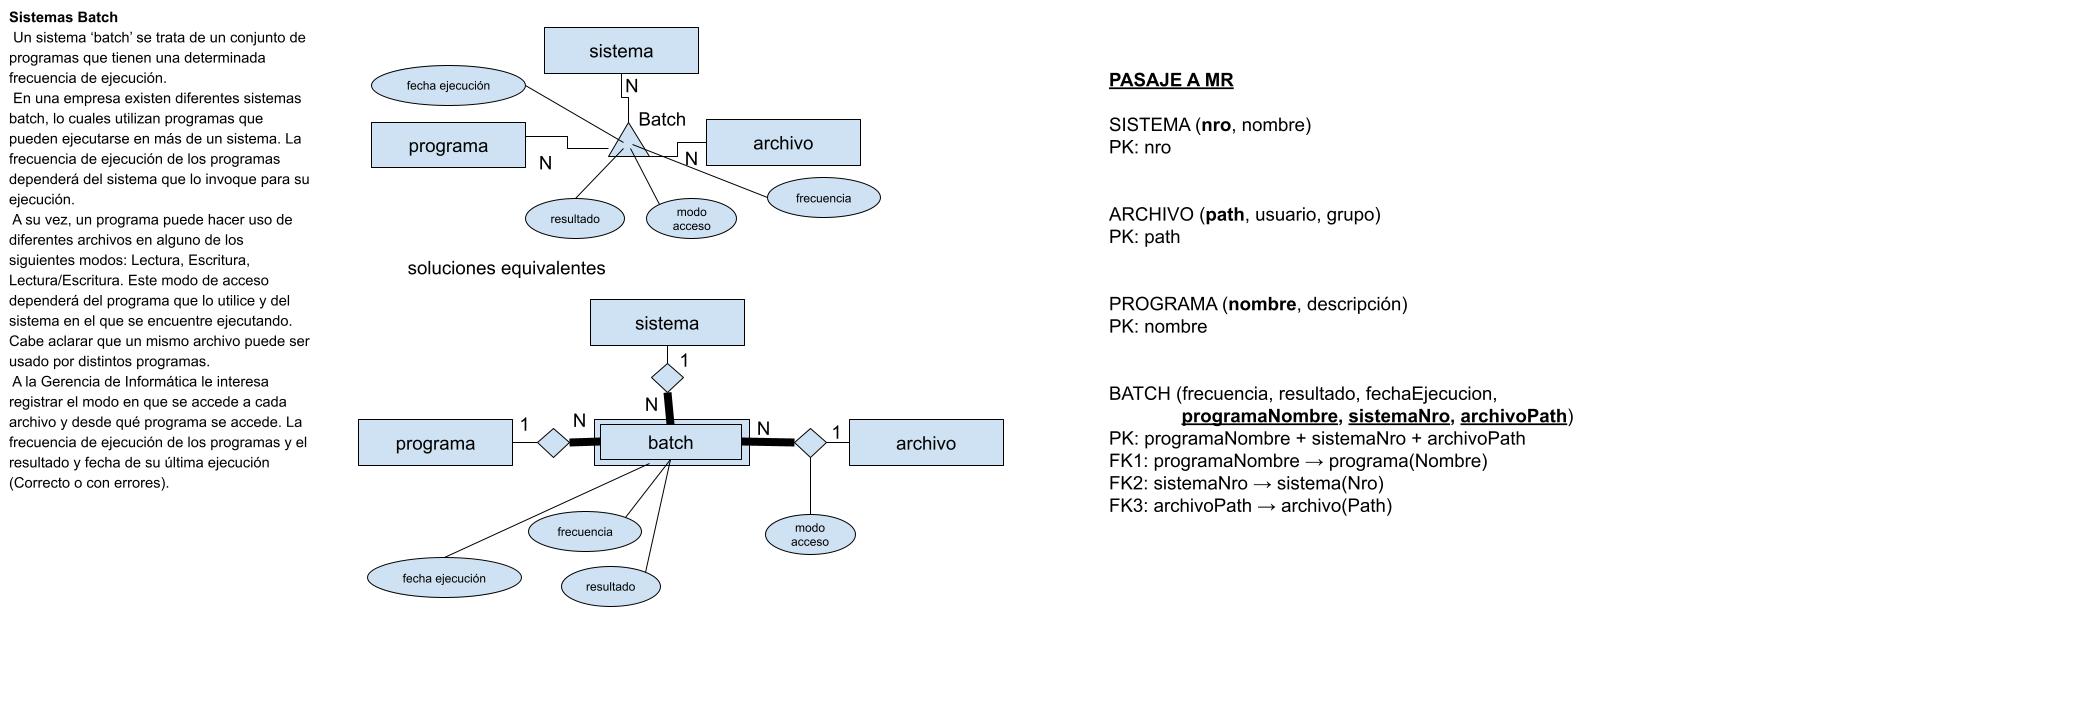 Sistemas Batch
Un sistema ‘batch’ se trata de un conjunto de
programas que tienen una determinada
frecuencia de ejecución.
En una empresa existen diferentes sistemas
batch, lo cuales utilizan programas que
pueden ejecutarse en más de un sistema. La
frecuencia de ejecución de los programas
dependerá del sistema que lo invoque para su
ejecución.
A su vez, un programa puede hacer uso de
diferentes archivos en alguno de los
siguientes modos: Lectura, Escritura,
Lectura/Escritura. Este modo de acceso
dependerá del programa que lo utilice y del
sistema en el que se encuentre ejecutando.
Cabe aclarar que un mismo archivo puede ser
usado por distintos programas.
A la Gerencia de Informática le interesa
registrar el modo en que se accede a cada
archivo y desde qué programa se accede. La
frecuencia de ejecución de los programas y el
resultado y fecha de su última ejecución
(Correcto o con errores).
sistema
fecha ejecución
N
Batch
programa
archivo
N
N
frecuencia
resultado
modo
acceso
soluciones equivalentes
sistema
1
N
1
N
N
1
programa
batch
archivo
frecuencia
modo
acceso
fecha ejecución
resultado
PASAJE A MR
SISTEMA (nro, nombre)
PK: nro
ARCHIVO (path, usuario, grupo)
PK: path
PROGRAMA (nombre, descripción)
PK: nombre
BATCH (frecuencia, resultado, fechaEjecucion,
programaNombre, sistemaNro, archivoPath)
PK: programaNombre + sistemaNro + archivoPath
FK1: programaNombre → programa(Nombre)
FK2: sistemaNro → sistema(Nro)
FK3: archivoPath → archivo(Path)